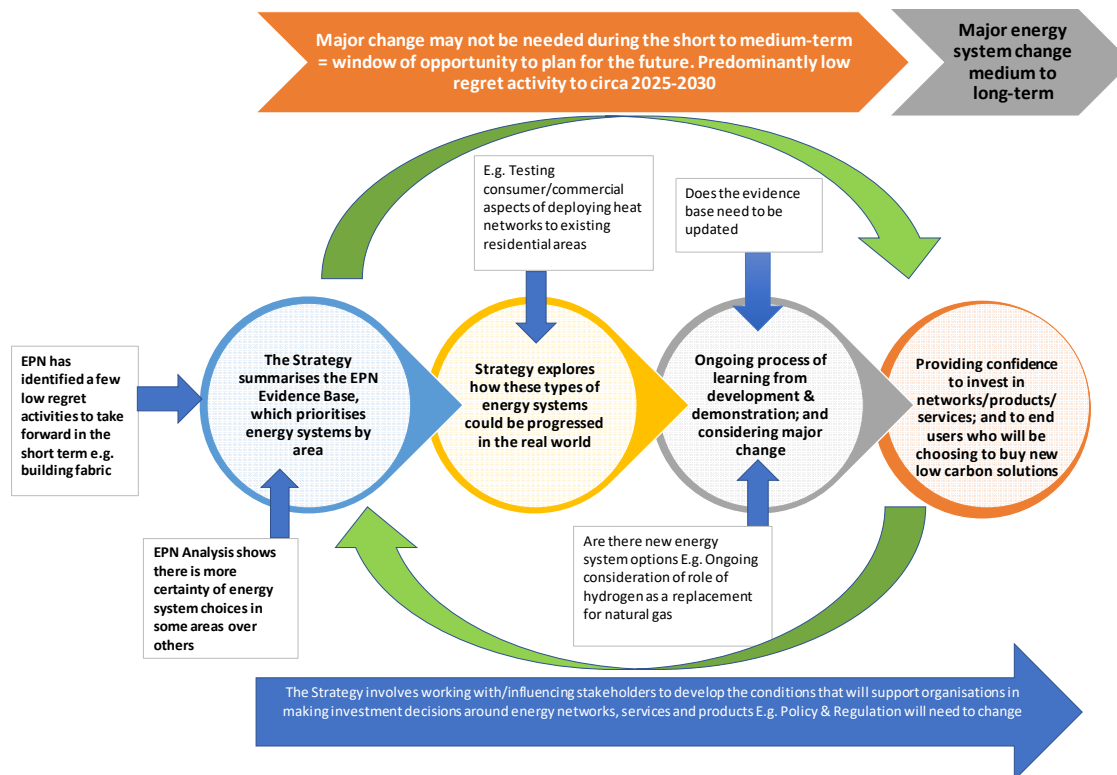 Major change may not be needed during the short to medium-term
= window of opportunity to plan for the future. Predominantly low
regret activity to circa 2025-2030
Major energy
system change
medium to
long-term
E.g. Testing
consumer/commercial
aspects of deploying heat
networks to existing
residential areas
Does the evidence
base need to be
updated
EPN has
identified a few
low regret
activities to take
forward in the
short term e.g.
building fabric
The Strategy
summarises the EPN
Evidence Base,
which prioritises
energy systems by
area
Strategy explores
how these types of
energy systems
could be progressed
in the real world
Ongoing process of
learning from
development &
demonstration; and
considering major
change
Providing confidence
to invest in
networks/products/
services; and to end
users who will be
choosing to buy new
low carbon solutions
EPN Analysis shows
there is more
certainty of energy
system choices in
some areas over
others
Are there new energy
system options E.g. Ongoing
consideration of role of
hydrogen as a replacement
for natural gas
The Strategy involves working with/influencing stakeholders to develop the conditions that will support organisations in
making investment decisions around energy networks, services and products E.g. Policy & Regulation will need to change